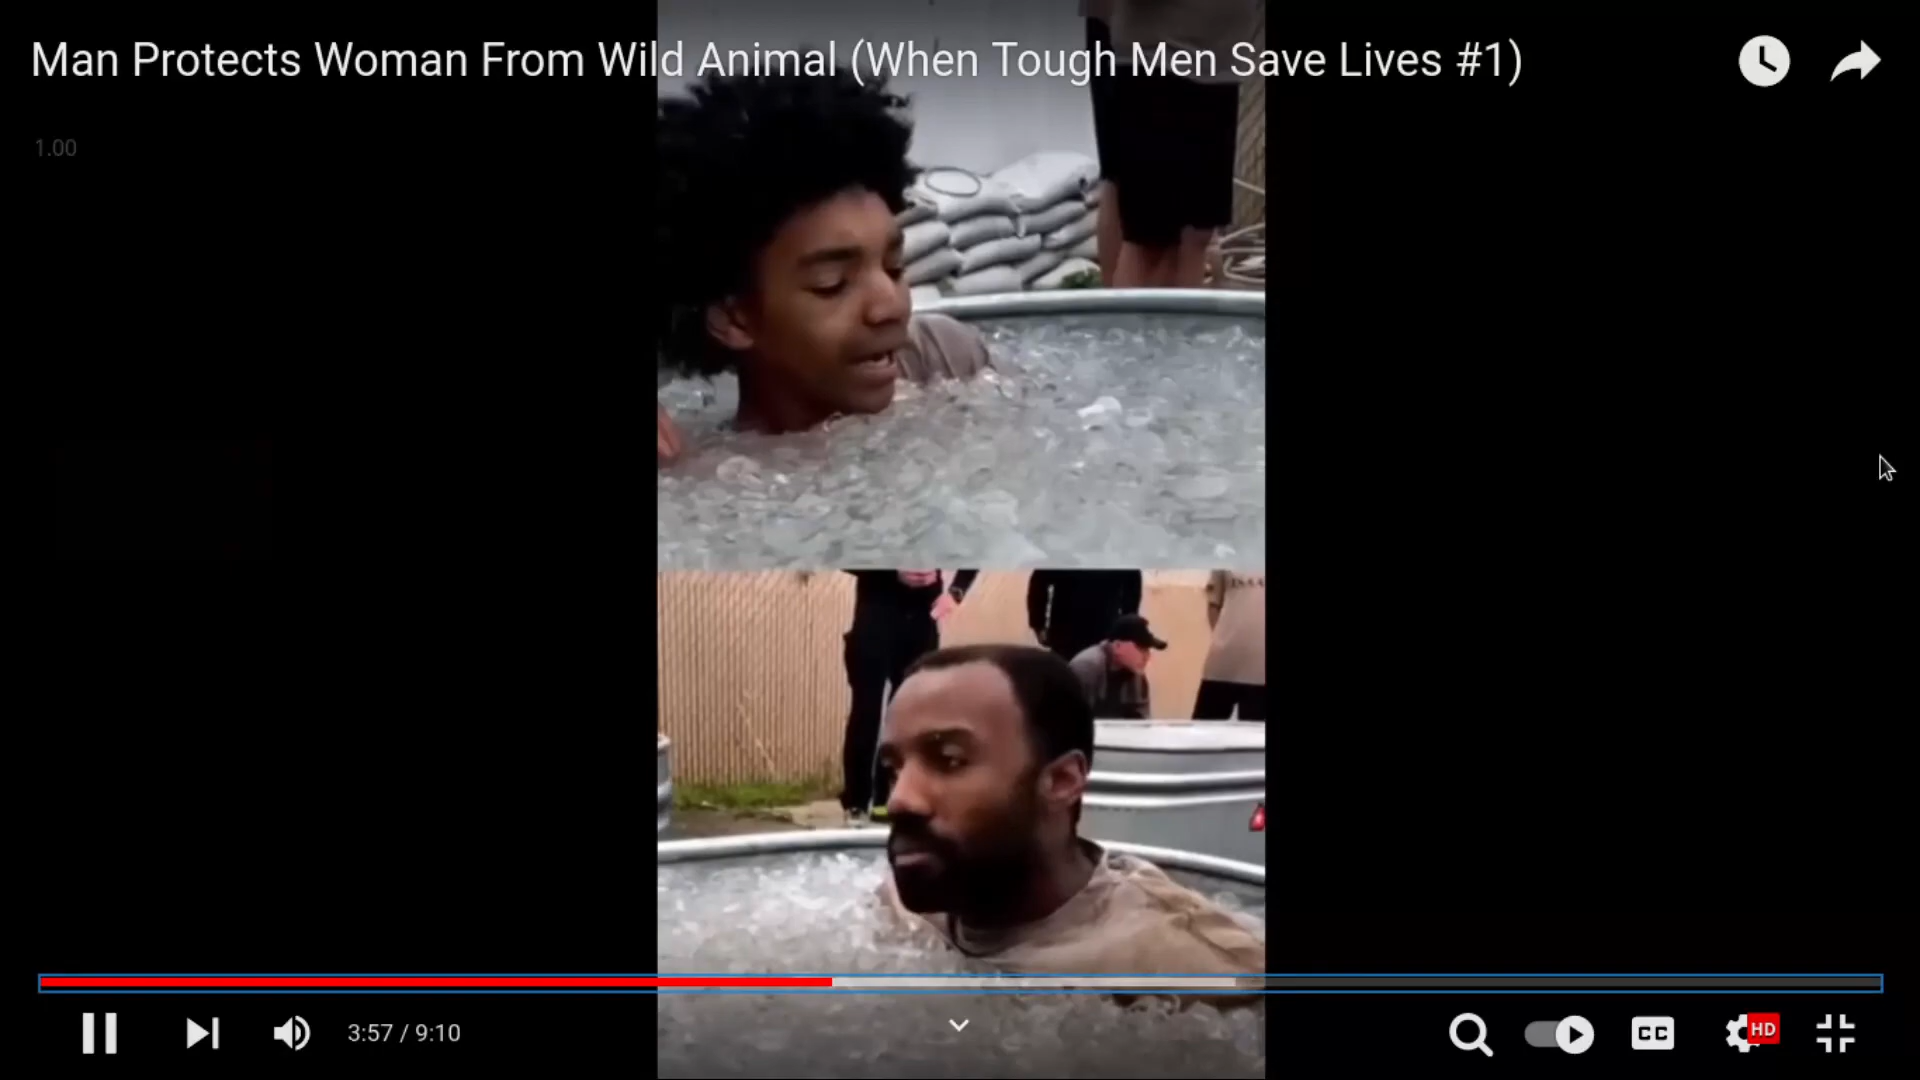 Man Protects Woman From Wild Animal (When Tough Men Save Lives #1)
1.00
3:57 / 9:10
CC
HD